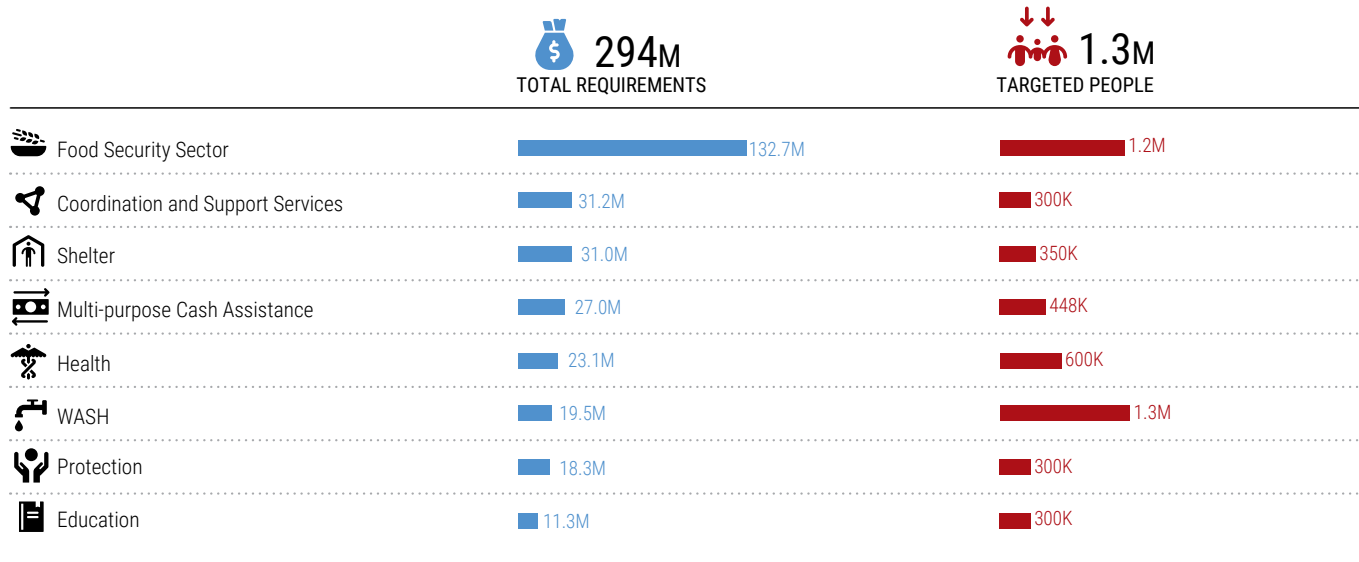 294M
TOTAL REQUIREMENTS
1.3M
TARGETED PEOPLE
Food Security Sector 132.7M 1.2M
Coordination and Support Services 31.2M 300K
Shelter 31.0M 350K
Multi-purpose Cash Assistance 27.0M 448K
Health 23.1M 600K
WASH 19.5M 1.3M
Protection 18.3M 300K
Education 11.3M 300K